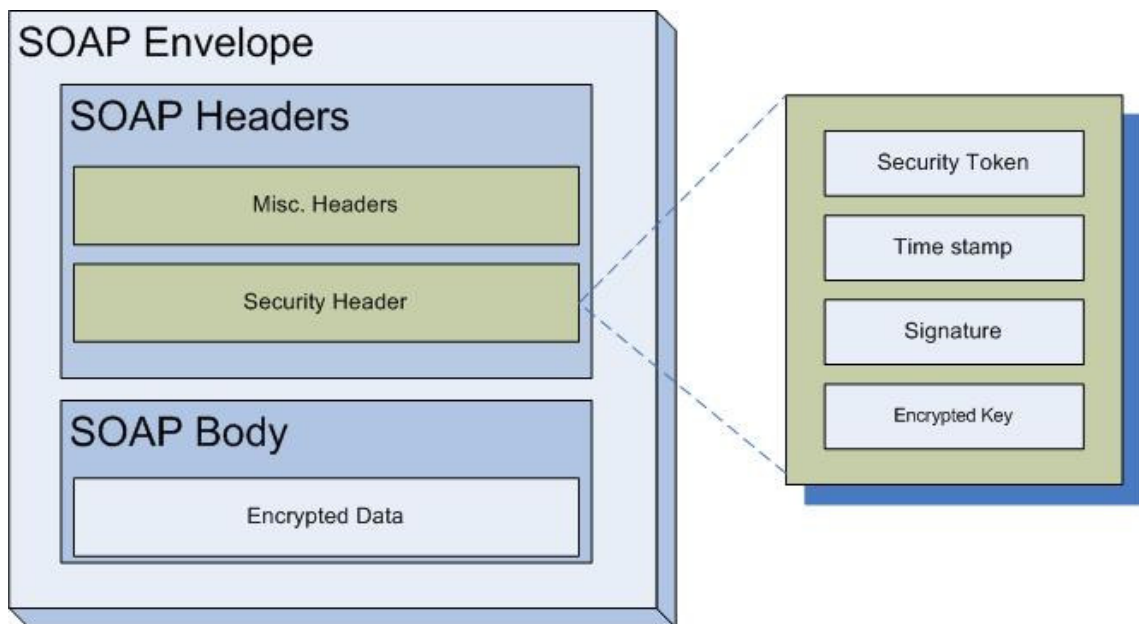 SOAP Envelope
SOAP Headers
Misc. Headers
Security Header
SOAP Body
Encrypted Data
Security Token
Time stamp
Signature
Encrypted Key